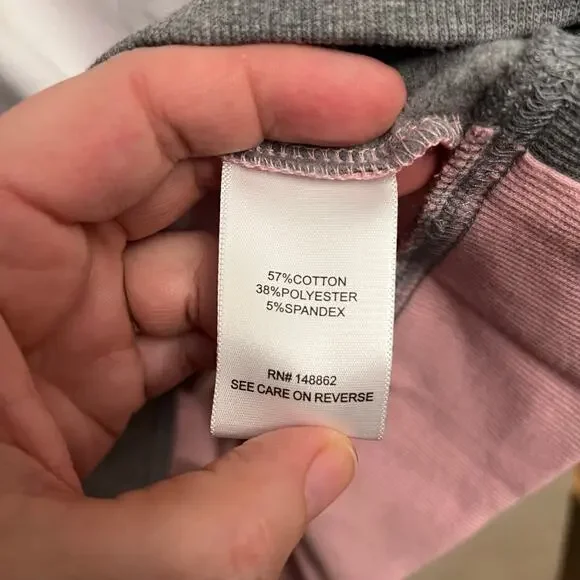 57%COTTON
38%POLYESTER
5%SPANDEX
RN# 148862
SEE CARE ON REVERSE